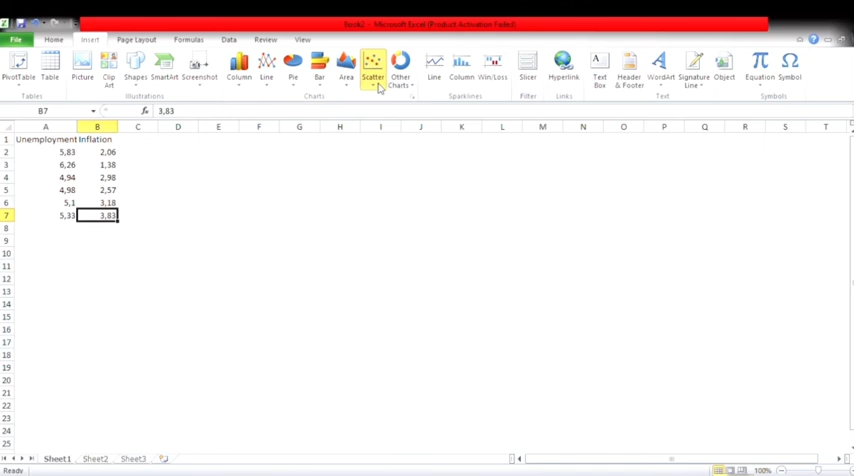 Book2 - Microsoft Excel (Product Activation Failed)
File Home Insert Page Layout Formulas Data Review View
PivotTable Table Picture Clip Art Shapes SmartArt Screenshot Column Line Pie Bar Area Scatter Other Charts Line Column Win/Loss Slicer Hyperlink Text Box Header & Footer WordArt Signature Line Object Equation Symbol
Tables Illustrations Charts Sparklines Filter Links Text Symbols
B7 fx 3,83
A B C D E F G H I J K L M N O P Q R S T
1 Unemployment Inflation
2 5,83 2,06
3 6,26 1,38
4 4,94 2,98
5 4,98 2,57
6 5,1 3,18
7 5,33 3,83
8
9
10
11
12
13
14
15
16
17
18
19
20
21
22
23
24
25
Sheet1 Sheet2 Sheet3
Ready 100%